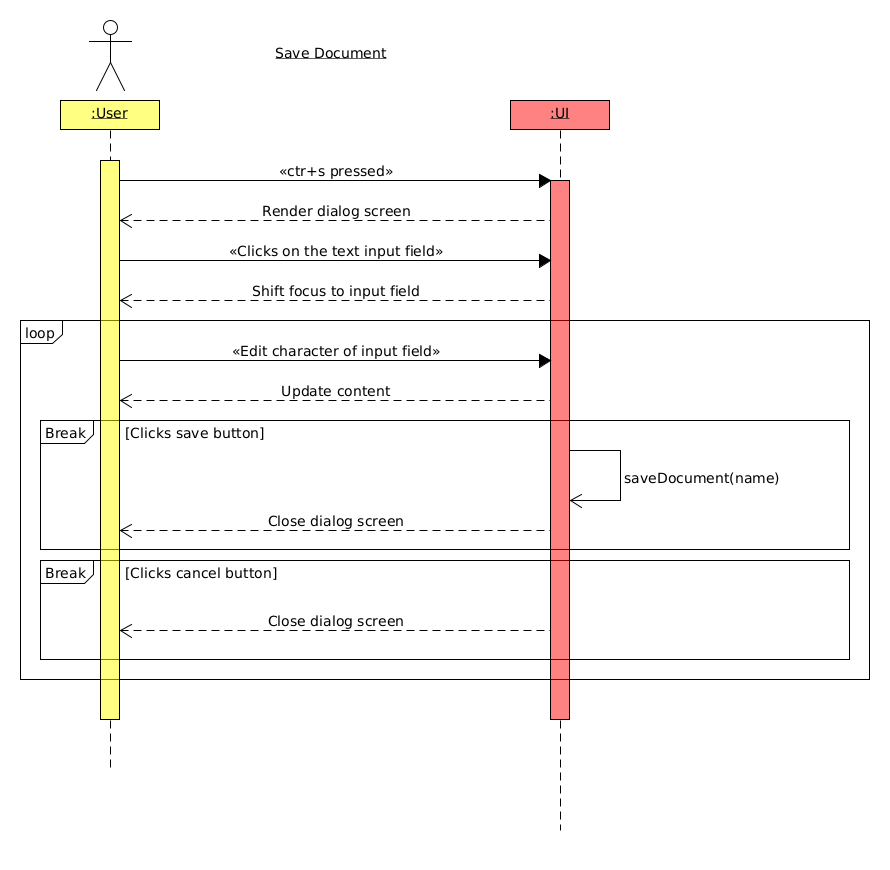 Save Document
:User
:UI
«ctr+s pressed»
Render dialog screen
«Clicks on the text input field»
Shift focus to input field
loop
«Edit character of input field»
Update content
Break
[Clicks save button]
saveDocument(name)
Close dialog screen
Break
[Clicks cancel button]
Close dialog screen